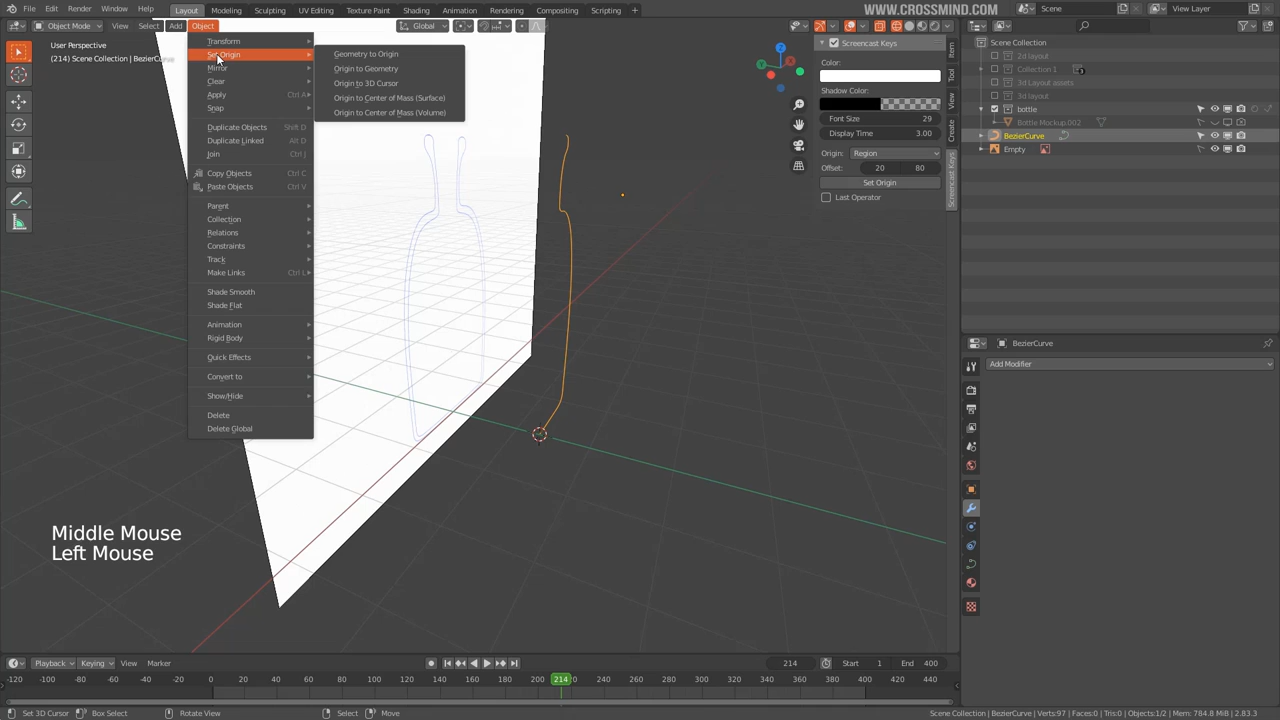 WWW.CROSSMIND.COM
File Edit Render Window Help Layout Modeling Sculpting UV Editing Texture Paint Shading Animation Rendering Compositing Scripting + Scene View Layer
Object Mode View Select Add Object Global
User Perspective
(214) Scene Collection | BezierCurve
Transform
Set Origin
Mirror
Clear
Apply Ctrl A
Snap
Duplicate Objects Shift D
Duplicate Linked Alt D
Join Ctrl J
Copy Objects Ctrl C
Paste Objects Ctrl V
Parent
Collection
Relations
Constraints
Track
Make Links Ctrl L
Shade Smooth
Shade Flat
Animation
Rigid Body
Quick Effects
Convert to
Show/Hide
Delete
Delete Global
Geometry to Origin
Origin to Geometry
Origin to 3D Cursor
Origin to Center of Mass (Surface)
Origin to Center of Mass (Volume)
Middle Mouse
Left Mouse
Screencast Keys
Color:
Shadow Color:
Font Size 29
Display Time 3.00
Origin: Region
Offset: 20 80
Set Origin
Last Operator
Item
Tool
View
Create
Screencast Keys
Scene Collection
2d layout
Collection 1
3d Layout assets
3d layout
bottle
Bottle Mockup.002
BezierCurve
Empty
BezierCurve
Add Modifier
Playback Keying View Marker 214 Start 1 End 400
-120 -100 -80 -60 -40 -20 0 20 40 60 80 100 120 140 160 180 200 214 220 240 260 280 300 320 340 360 380 400 420 440
Set 3D Cursor Box Select Rotate View Select Move Scene Collection | BezierCurve | Verts:97 | Faces:0 | Tris:0 | Objects:1/2 | Mem: 784.8 MiB | 2.83.3